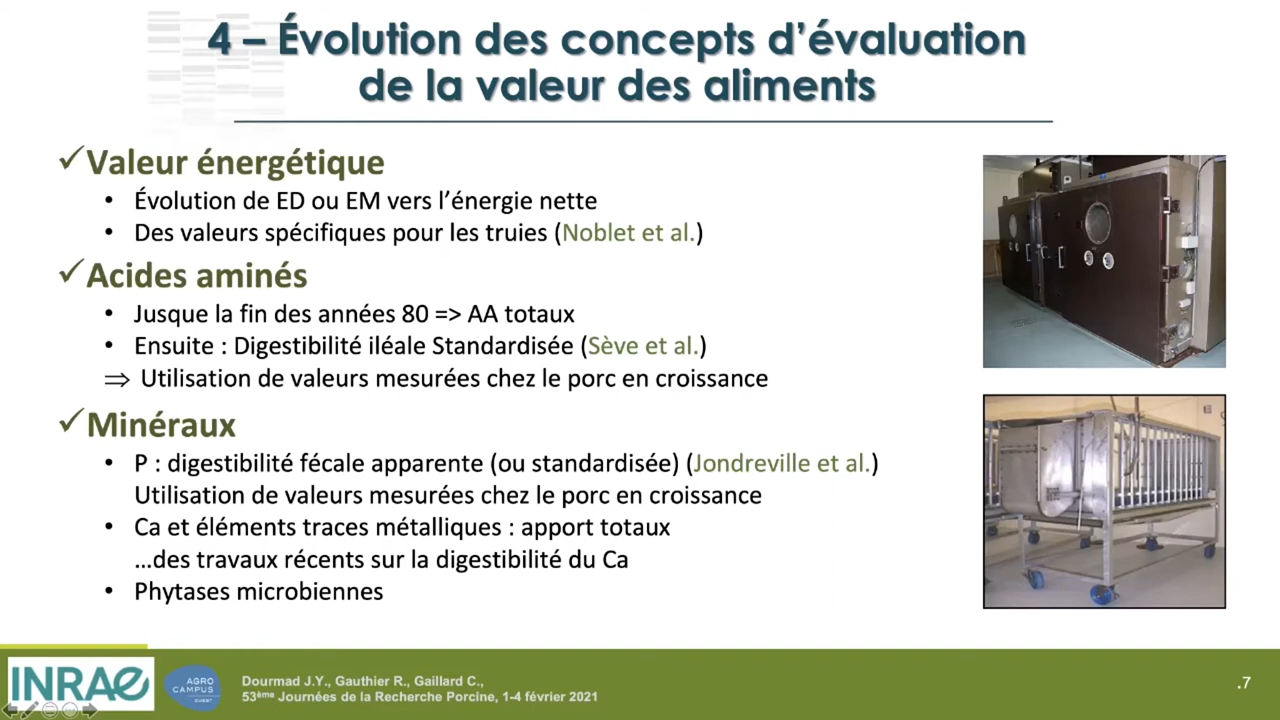 4 – Évolution des concepts d’évaluation
de la valeur des aliments
✓Valeur énergétique
• Évolution de ED ou EM vers l’énergie nette
• Des valeurs spécifiques pour les truies (Noblet et al.)
✓Acides aminés
• Jusque la fin des années 80 => AA totaux
• Ensuite : Digestibilité iléale Standardisée (Sève et al.)
⇒ Utilisation de valeurs mesurées chez le porc en croissance
✓Minéraux
• P : digestibilité fécale apparente (ou standardisée) (Jondreville et al.)
Utilisation de valeurs mesurées chez le porc en croissance
• Ca et éléments traces métalliques : apport totaux
...des travaux récents sur la digestibilité du Ca
• Phytases microbiennes
INRAE
AGRO
CAMPUS
OUEST
Dourmad J.Y., Gauthier R., Gaillard C.,
53ème Journées de la Recherche Porcine, 1-4 février 2021
.7